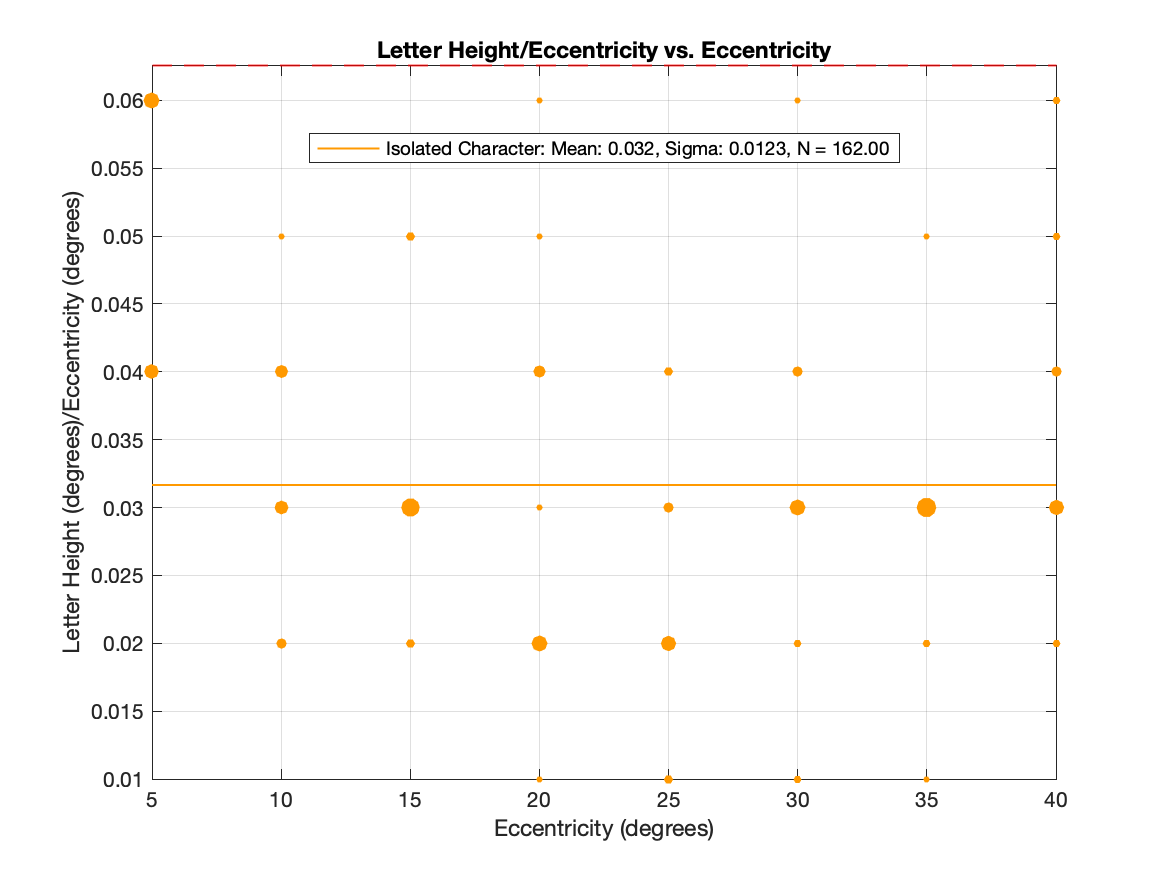 Letter Height/Eccentricity vs. Eccentricity
Isolated Character: Mean: 0.032, Sigma: 0.0123, N = 162.00
Letter Height (degrees)/Eccentricity (degrees)
0.06
0.055
0.05
0.045
0.04
0.035
0.03
0.025
0.02
0.015
0.01
5 10 15 20 25 30 35 40
Eccentricity (degrees)